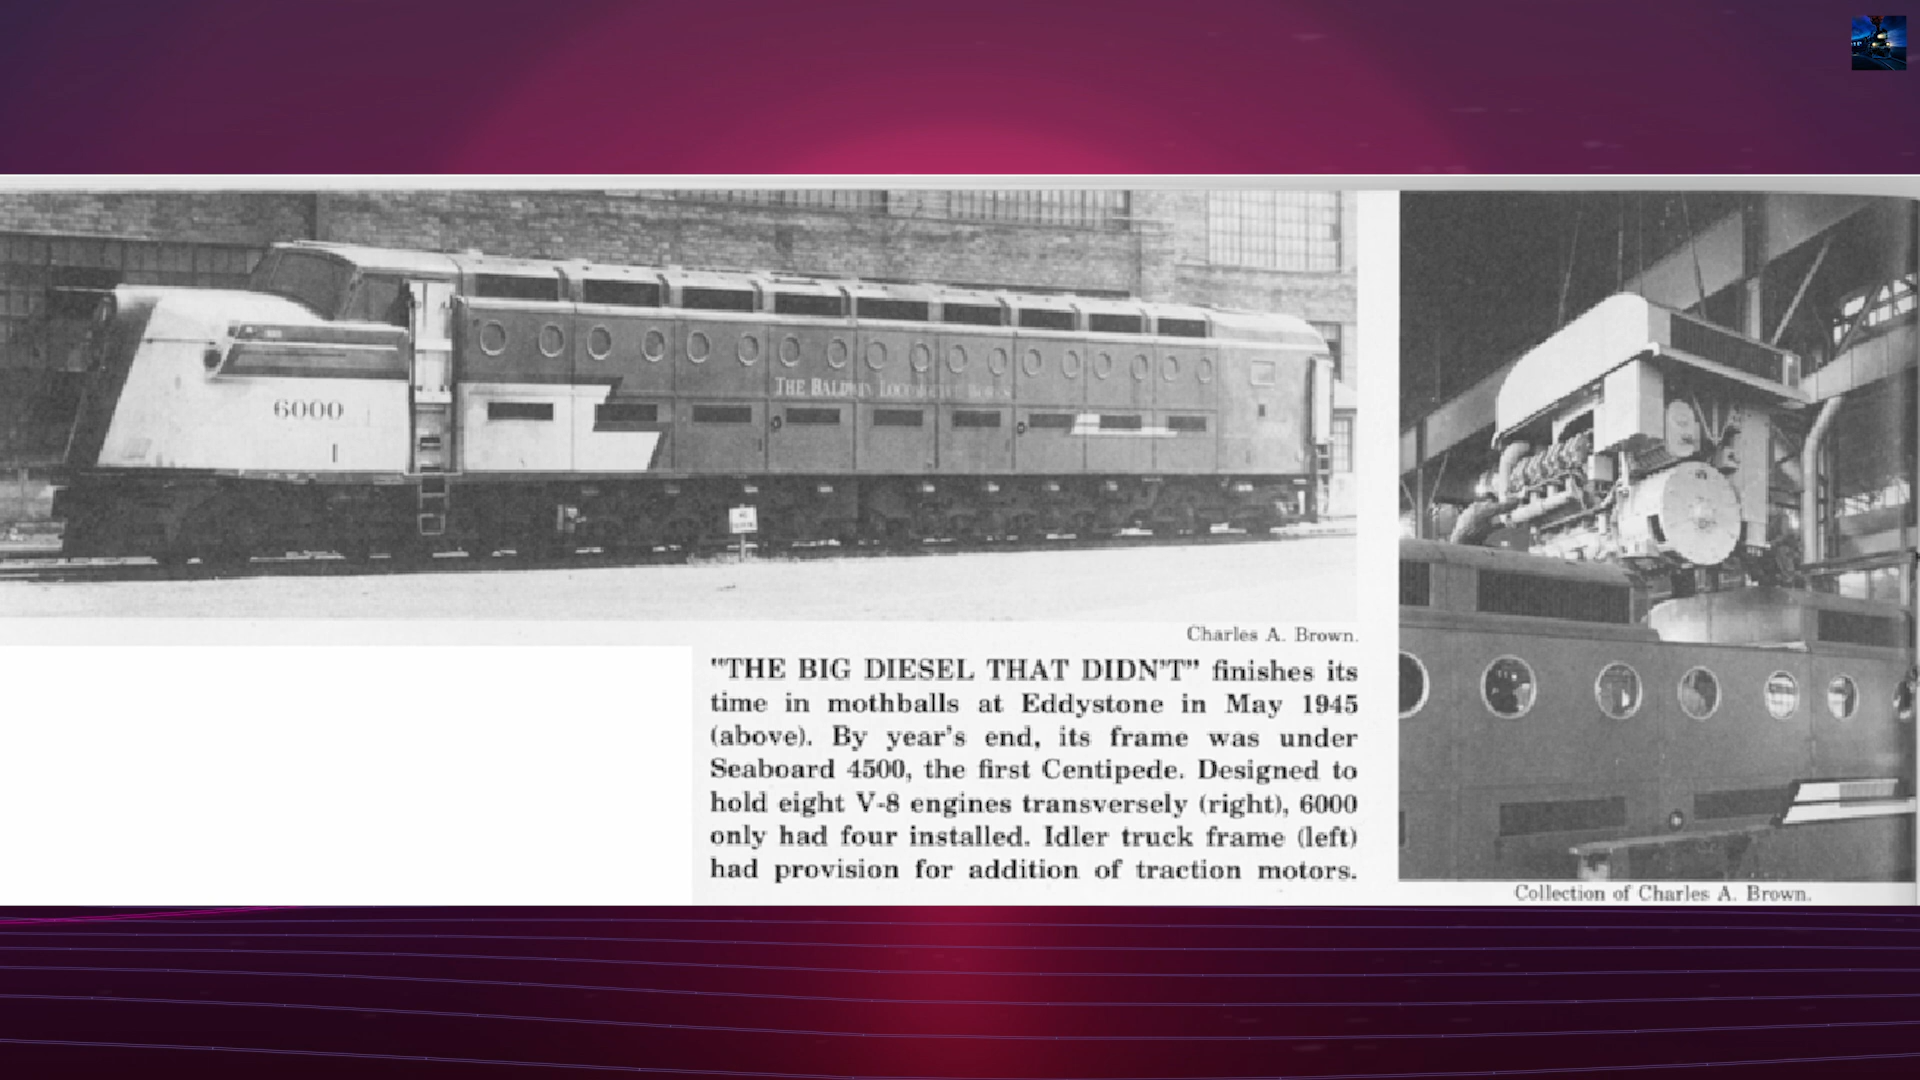 6000
THE BALDWIN LOCOMOTIVE WORKS
Charles A. Brown.
"THE BIG DIESEL THAT DIDN'T" finishes its
time in mothballs at Eddystone in May 1945
(above). By year's end, its frame was under
Seaboard 4500, the first Centipede. Designed to
hold eight V-8 engines transversely (right), 6000
only had four installed. Idler truck frame (left)
had provision for addition of traction motors.
Collection of Charles A. Brown.